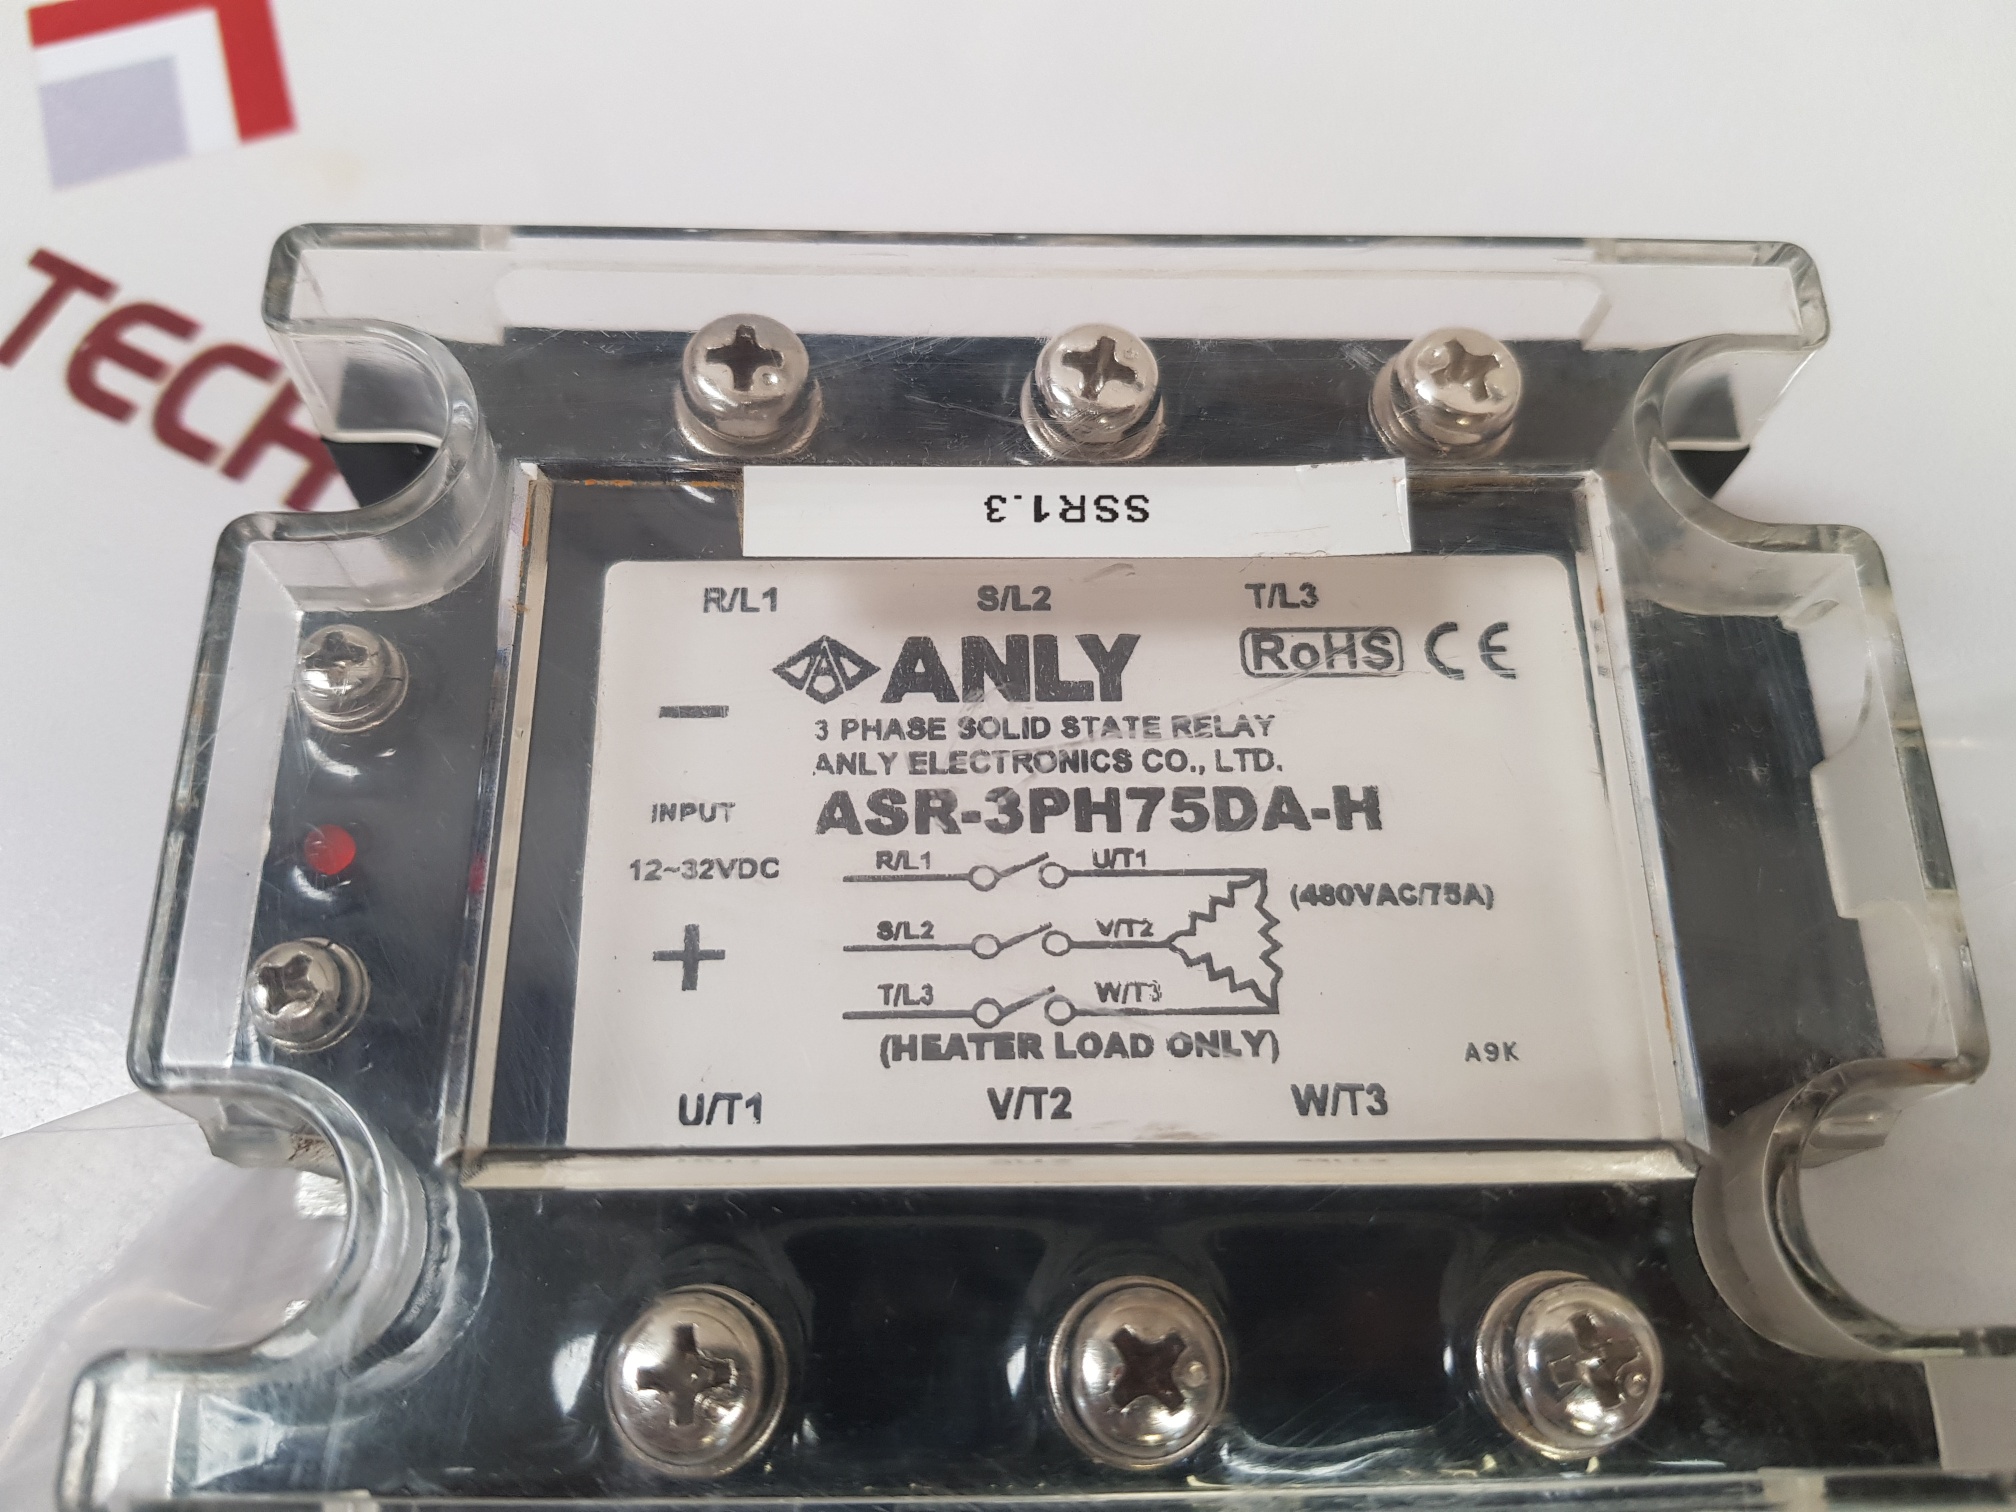 TECH
SSR1.3
R/L1 S/L2 T/L3
ANLY RoHS CE
3 PHASE SOLID STATE RELAY
ANLY ELECTRONICS CO., LTD.
ASR-3PH75DA-H
−
INPUT
12~32VDC
+
R/L1 U/T1
(480VAC/75A)
S/L2 V/T2
T/L3 W/T3
(HEATER LOAD ONLY)
A9K
U/T1 V/T2 W/T3